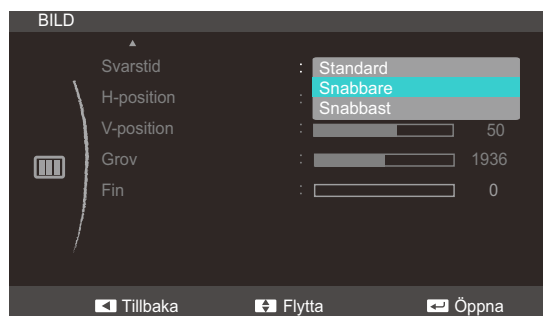 BILD
Svarstid : Standard
Snabbare
H-position : Snabbast
V-position : 50
Grov : 1936
Fin : 0
Tillbaka Flytta Öppna